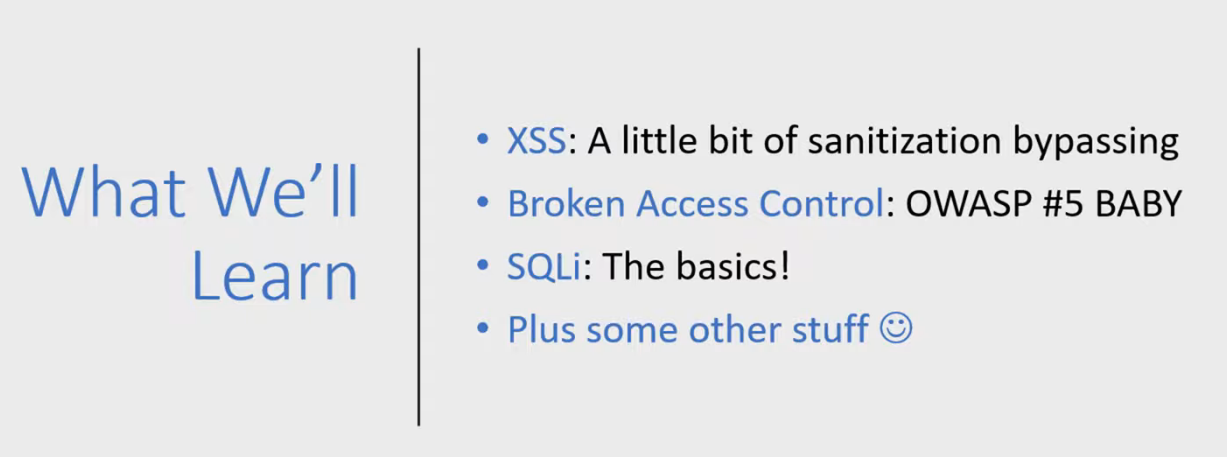 What We'll
Learn
• XSS: A little bit of sanitization bypassing
• Broken Access Control: OWASP #5 BABY
• SQLi: The basics!
• Plus some other stuff ☺